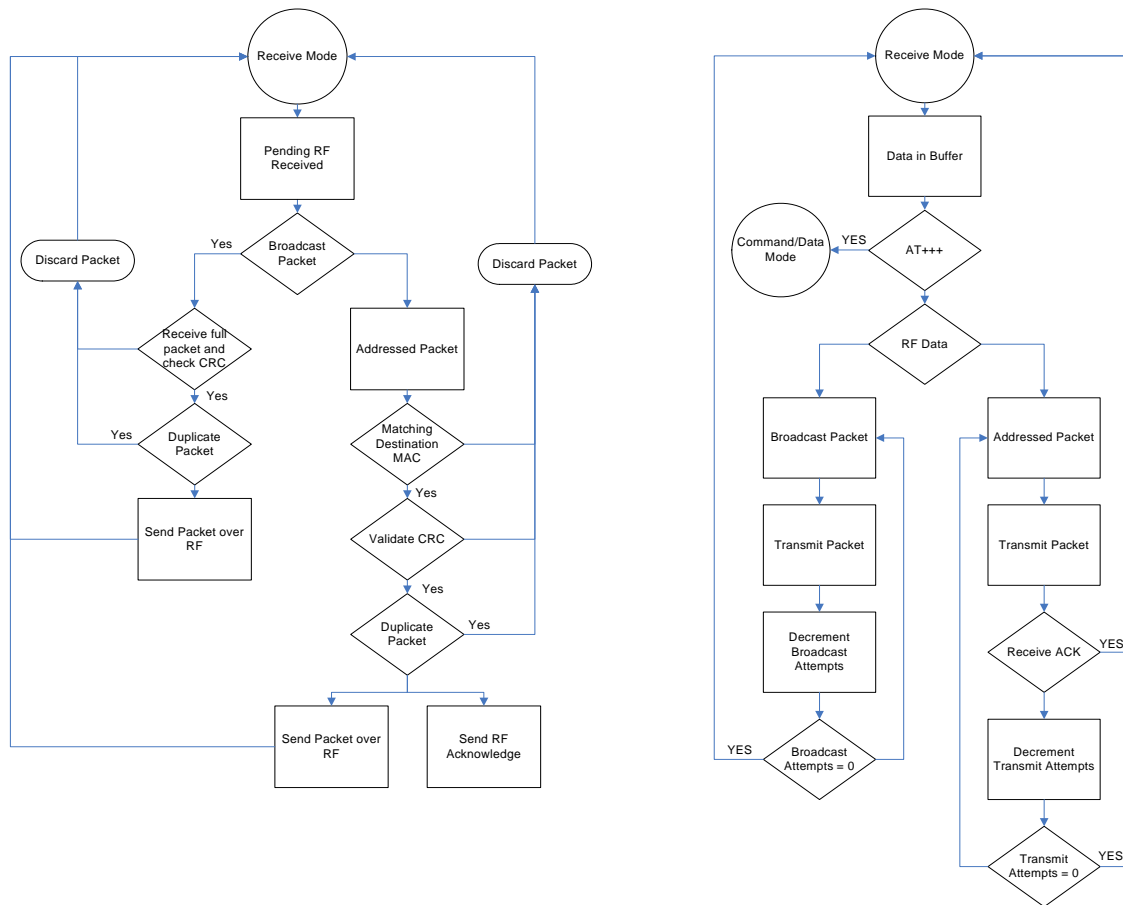 Receive Mode
Pending RF
Received
Yes
Broadcast
Packet
Discard Packet
Discard Packet
Receive full
packet and
check CRC
Addressed Packet
Yes
Yes
Duplicate
Packet
Matching
Destination
MAC
Yes
Send Packet over
RF
Validate CRC
Yes
Duplicate
Packet
Yes
Send Packet over
RF
Send RF
Acknowledge
Receive Mode
Data in Buffer
Command/Data
Mode
YES
AT+++
RF Data
Broadcast Packet
Addressed Packet
Transmit Packet
Transmit Packet
Decrement
Broadcast
Attempts
Receive ACK
YES
YES
Broadcast
Attempts = 0
Decrement
Transmit Attempts
Transmit
Attempts = 0
YES